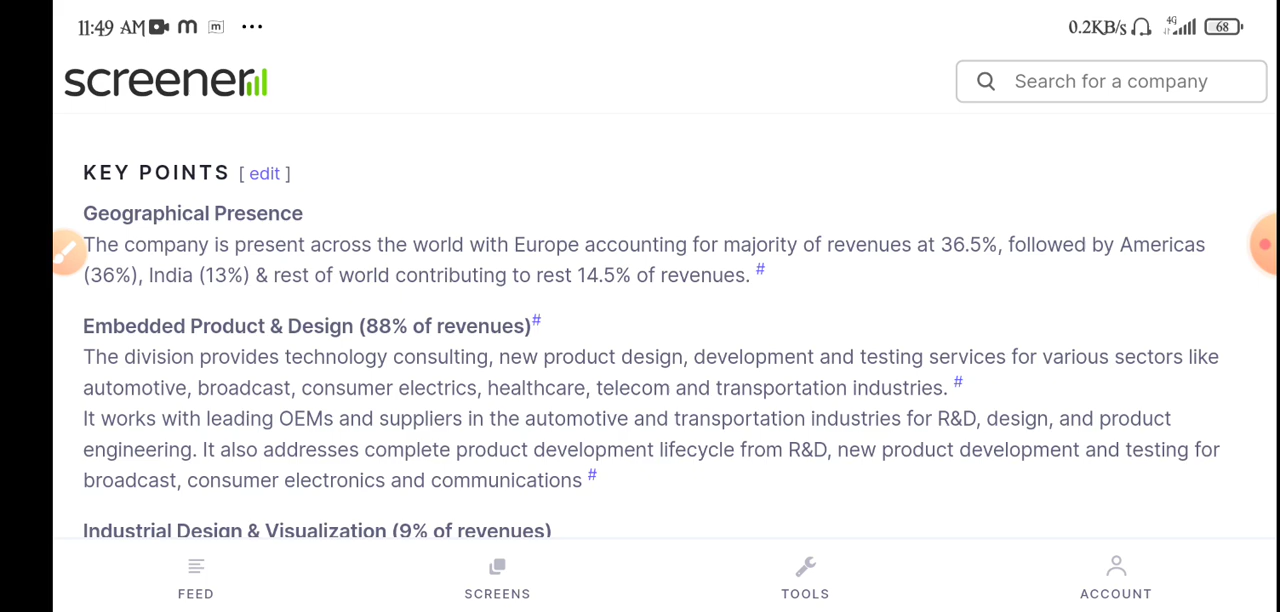 11:49 AM m m ...
0.2KB/s 4G 68
screener
Search for a company
KEY POINTS [ edit ]
Geographical Presence
The company is present across the world with Europe accounting for majority of revenues at 36.5%, followed by Americas
(36%), India (13%) & rest of world contributing to rest 14.5% of revenues. #
Embedded Product & Design (88% of revenues)#
The division provides technology consulting, new product design, development and testing services for various sectors like
automotive, broadcast, consumer electrics, healthcare, telecom and transportation industries. #
It works with leading OEMs and suppliers in the automotive and transportation industries for R&D, design, and product
engineering. It also addresses complete product development lifecycle from R&D, new product development and testing for
broadcast, consumer electronics and communications #
Industrial Design & Visualization (9% of revenues)
FEED
SCREENS
TOOLS
ACCOUNT